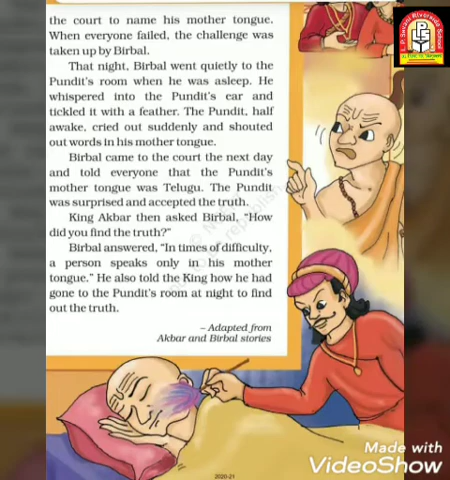 the court to name his mother tongue.
When everyone failed, the challenge was
taken up by Birbal.
That night, Birbal went quietly to the
Pundit's room when he was asleep. He
whispered into the Pundit's ear and
tickled it with a feather. The Pundit, half
awake, cried out suddenly and shouted
out words in his mother tongue.
Birbal came to the court the next day
and told everyone that the Pundit's
mother tongue was Telugu. The Pundit
was surprised and accepted the truth.
King Akbar then asked Birbal, "How
did you find the truth?"
Birbal answered, "In times of difficulty,
a person speaks only in his mother
tongue." He also told the King how he had
gone to the Pundit's room at night to find
out the truth.
– Adapted from
Akbar and Birbal stories
2020-21
Made with
VideoShow